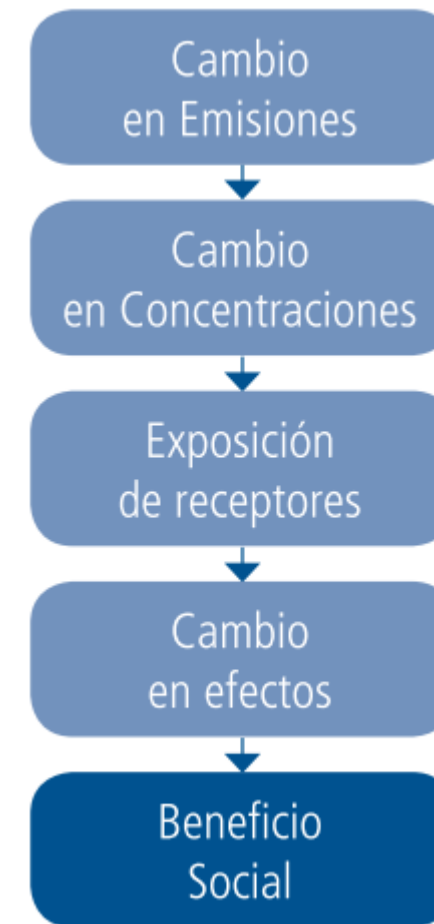 Cambio
en Emisiones
Cambio
en Concentraciones
Exposición
de receptores
Cambio
en efectos
Beneficio
Social